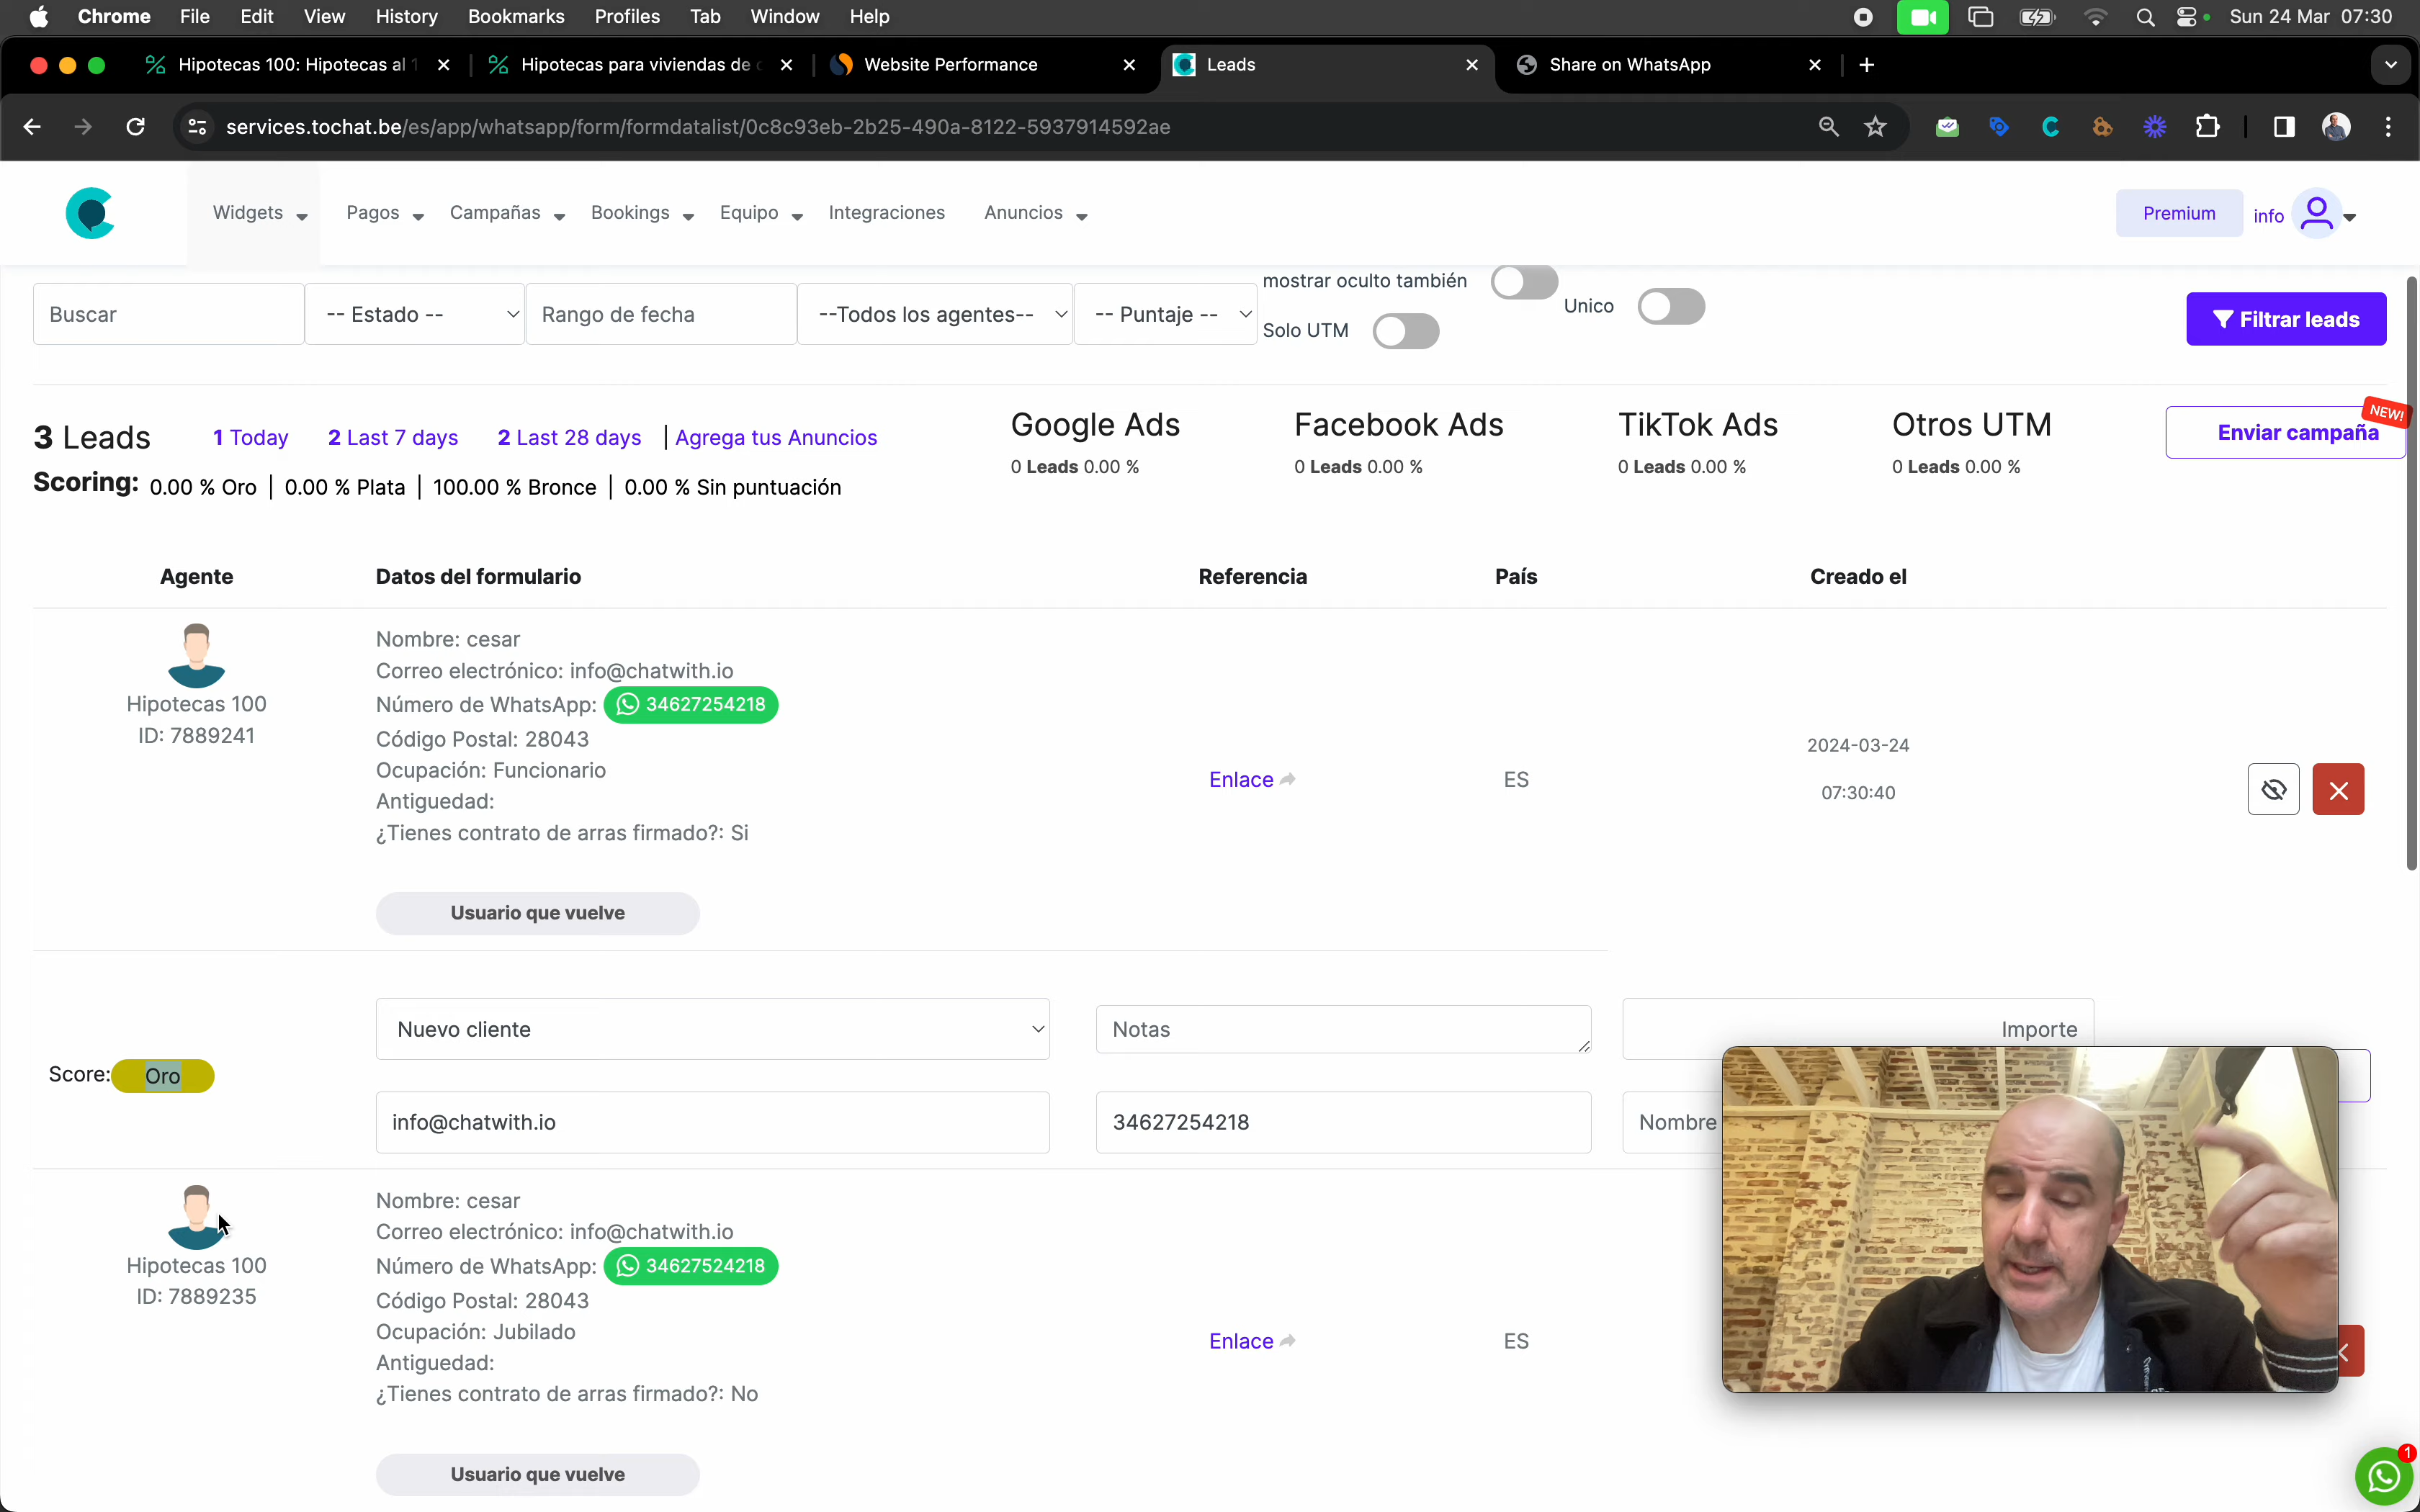 Chrome File Edit View History Bookmarks Profiles Tab Window Help Sun 24 Mar 07:30
Hipotecas 100: Hipotecas al 1 Hipotecas para viviendas de Website Performance Leads Share on WhatsApp
services.tochat.be/es/app/whatsapp/form/formdatalist/0c8c93eb-2b25-490a-8122-5937914592ae
Widgets Pagos Campañas Bookings Equipo Integraciones Anuncios Premium info
mostrar oculto también
Buscar -- Estado -- Rango de fecha --Todos los agentes-- -- Puntaje -- Unico Filtrar leads
Solo UTM
NEW!
3 Leads 1 Today 2 Last 7 days 2 Last 28 days | Agrega tus Anuncios Google Ads Facebook Ads TikTok Ads Otros UTM Enviar campaña
0 Leads 0.00 % 0 Leads 0.00 % 0 Leads 0.00 % 0 Leads 0.00 %
Scoring: 0.00 % Oro | 0.00 % Plata | 100.00 % Bronce | 0.00 % Sin puntuación
Agente Datos del formulario Referencia País Creado el
Nombre: cesar
Correo electrónico: info@chatwith.io
Hipotecas 100 Número de WhatsApp: 34627254218
ID: 7889241 Código Postal: 28043 2024-03-24
Ocupación: Funcionario Enlace ES
Antiguedad: 07:30:40
¿Tienes contrato de arras firmado?: Si
Usuario que vuelve
Nuevo cliente Notas Importe
Score: Oro
info@chatwith.io 34627254218 Nombre
Nombre: cesar
Correo electrónico: info@chatwith.io
Hipotecas 100 Número de WhatsApp: 34627524218
ID: 7889235 Código Postal: 28043
Ocupación: Jubilado Enlace ES
Antiguedad:
¿Tienes contrato de arras firmado?: No
Usuario que vuelve
1